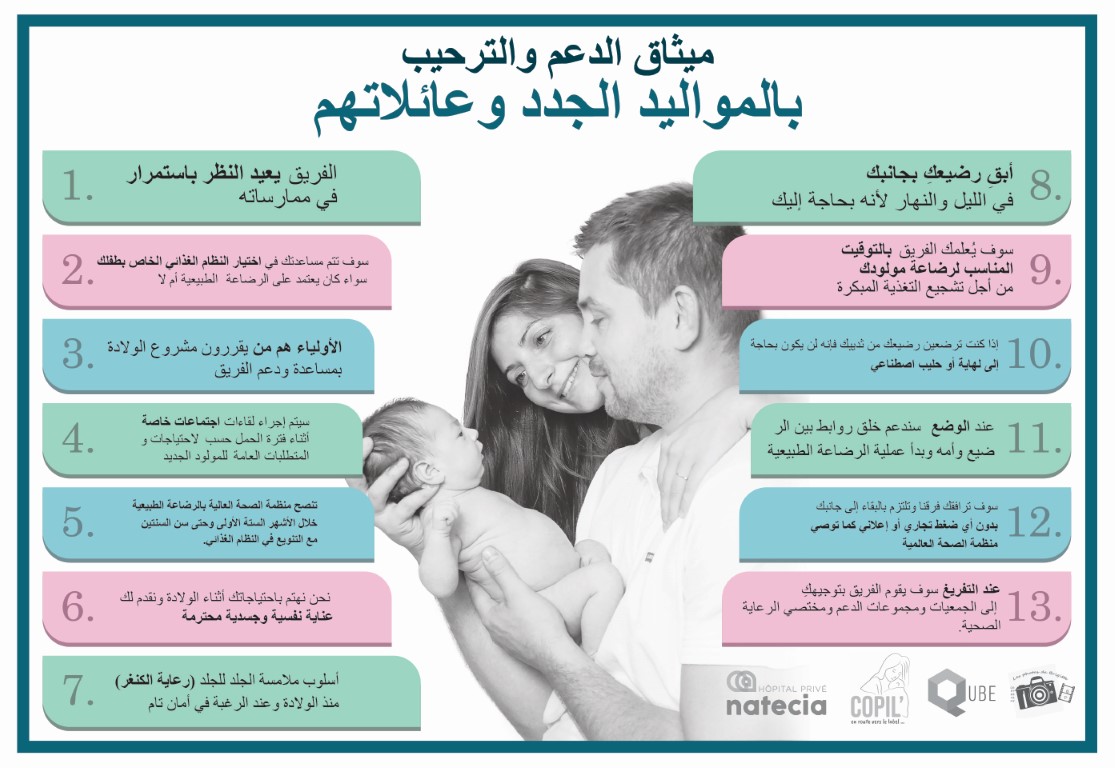 ميثاق الدعم والترحيب
بالمواليد الجدد وعائلاتهم
1.
الفريق يعيد النظر باستمرار
في ممارساته
2.
سوف تتم مساعدتك في اختيار النظام الغذائي الخاص بطفلك
سواء كان يعتمد على الرضاعة الطبيعية أم لا
3.
الأولياء هم من يقررون مشروع الولادة
بمساعدة ودعم الفريق
4.
سيتم إجراء لقاءات اجتماعات خاصة
أثناء فترة الحمل حسب لاحتياجات و
المتطلبات العامة للمولود الجديد
5.
تنصح منظمة الصحة العالية بالرضاعة الطبيعية
خلال الأشهر الستة الأولى وحتى سن السنتين
مع التنويع في النظام الغذائي.
6.
نحن نهتم باحتياجاتك أثناء الولادة ونقدم لك
عناية نفسية وجسدية محترمة
7.
أسلوب ملامسة الجلد للجلد (رعاية الكنغر)
منذ الولادة وعند الرغبة في أمان تام
8.
أبقِ رضيعكِ بجانبك
في الليل والنهار لأنه بحاجة إليك
9.
سوف يُعلمك الفريق بالتوقيت
المناسب لرضاعة مولودك
من أجل تشجيع التغذية المبكرة
10.
إذا كنت ترضعين رضيعك من ثدييك فإنه لن يكون بحاجة
إلى نهاية أو حليب اصطناعي
11.
عند الوضع سندعم خلق روابط بين الر
ضيع وأمه وبدأ عملية الرضاعة الطبيعية
12.
سوف ترافقك فرقنا وتلتزم بالبقاء إلى جانبك
بدون أي ضغط تجاري أو إعلاني كما توصي
منظمة الصحة العالمية
13.
عند التفريغ سوف يقوم الفريق بتوجيهكِ
إلى الجمعيات ومجموعات الدعم ومختصي الرعاية
الصحية.
HÔPITAL PRIVÉ
natecia
COPIL'
en route vers le label ...
QUBE